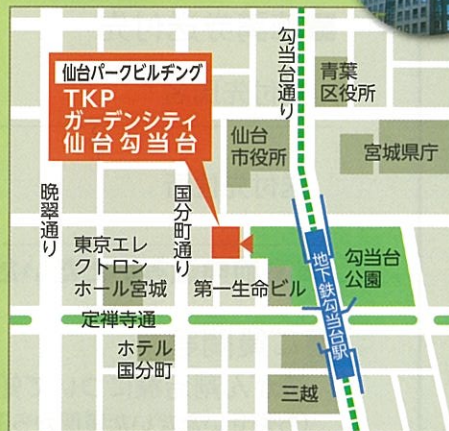 仙台パークビルヂング
TKP
ガーデンシティ
仙台勾当台
勾当台通り
青葉
区役所
仙台
市役所
宮城県庁
晩翠通り
国分町通り
東京エレ
クトロン
ホール宮城
第一生命ビル
地下鉄勾当台駅
勾当台
公園
定禅寺通
ホテル
国分町
三越